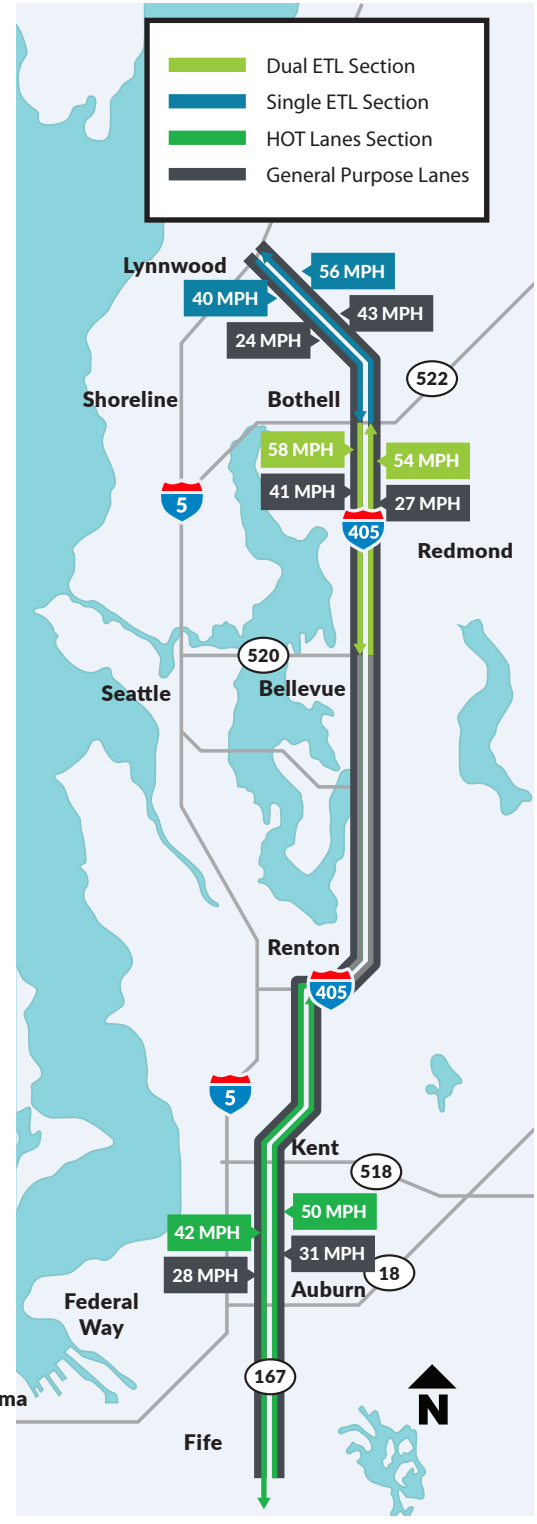 Dual ETL Section
Single ETL Section
HOT Lanes Section
General Purpose Lanes
Lynnwood
56 MPH
40 MPH
43 MPH
24 MPH
522
Shoreline
Bothell
58 MPH
54 MPH
41 MPH
27 MPH
5
405
Redmond
520
Seattle
Bellevue
Renton
405
5
Kent
518
50 MPH
42 MPH
31 MPH
28 MPH
18
Auburn
Federal
Way
167
ma
N
Fife